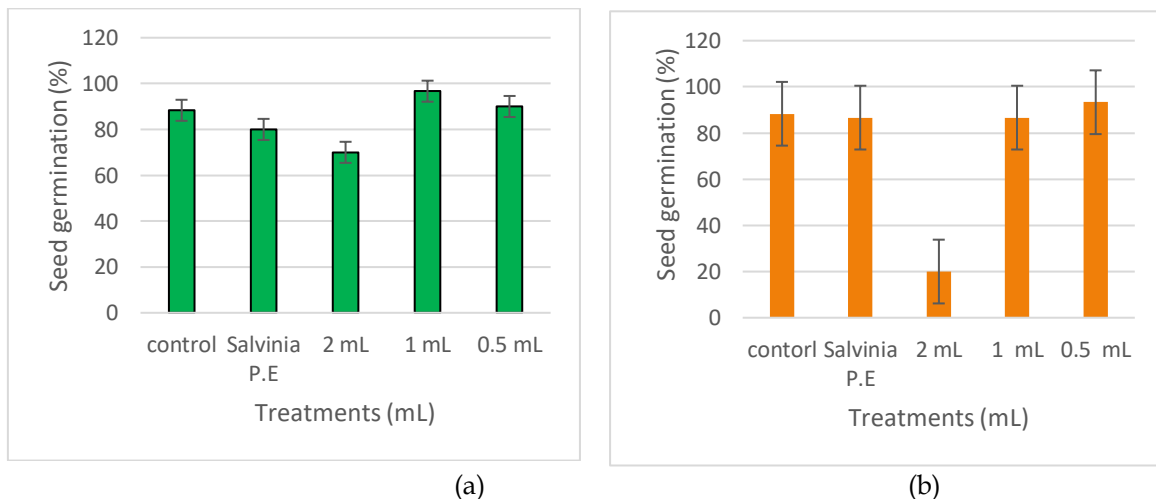 120
100
80
60
40
20
0
Seed germination (%)
control Salvinia P.E 2 mL 1 mL 0.5 mL
Treatments (mL)
(a)
120
100
80
60
40
20
0
Seed germination (%)
contorl Salvinia P.E 2 mL 1 mL 0.5 mL
Treatments (mL)
(b)